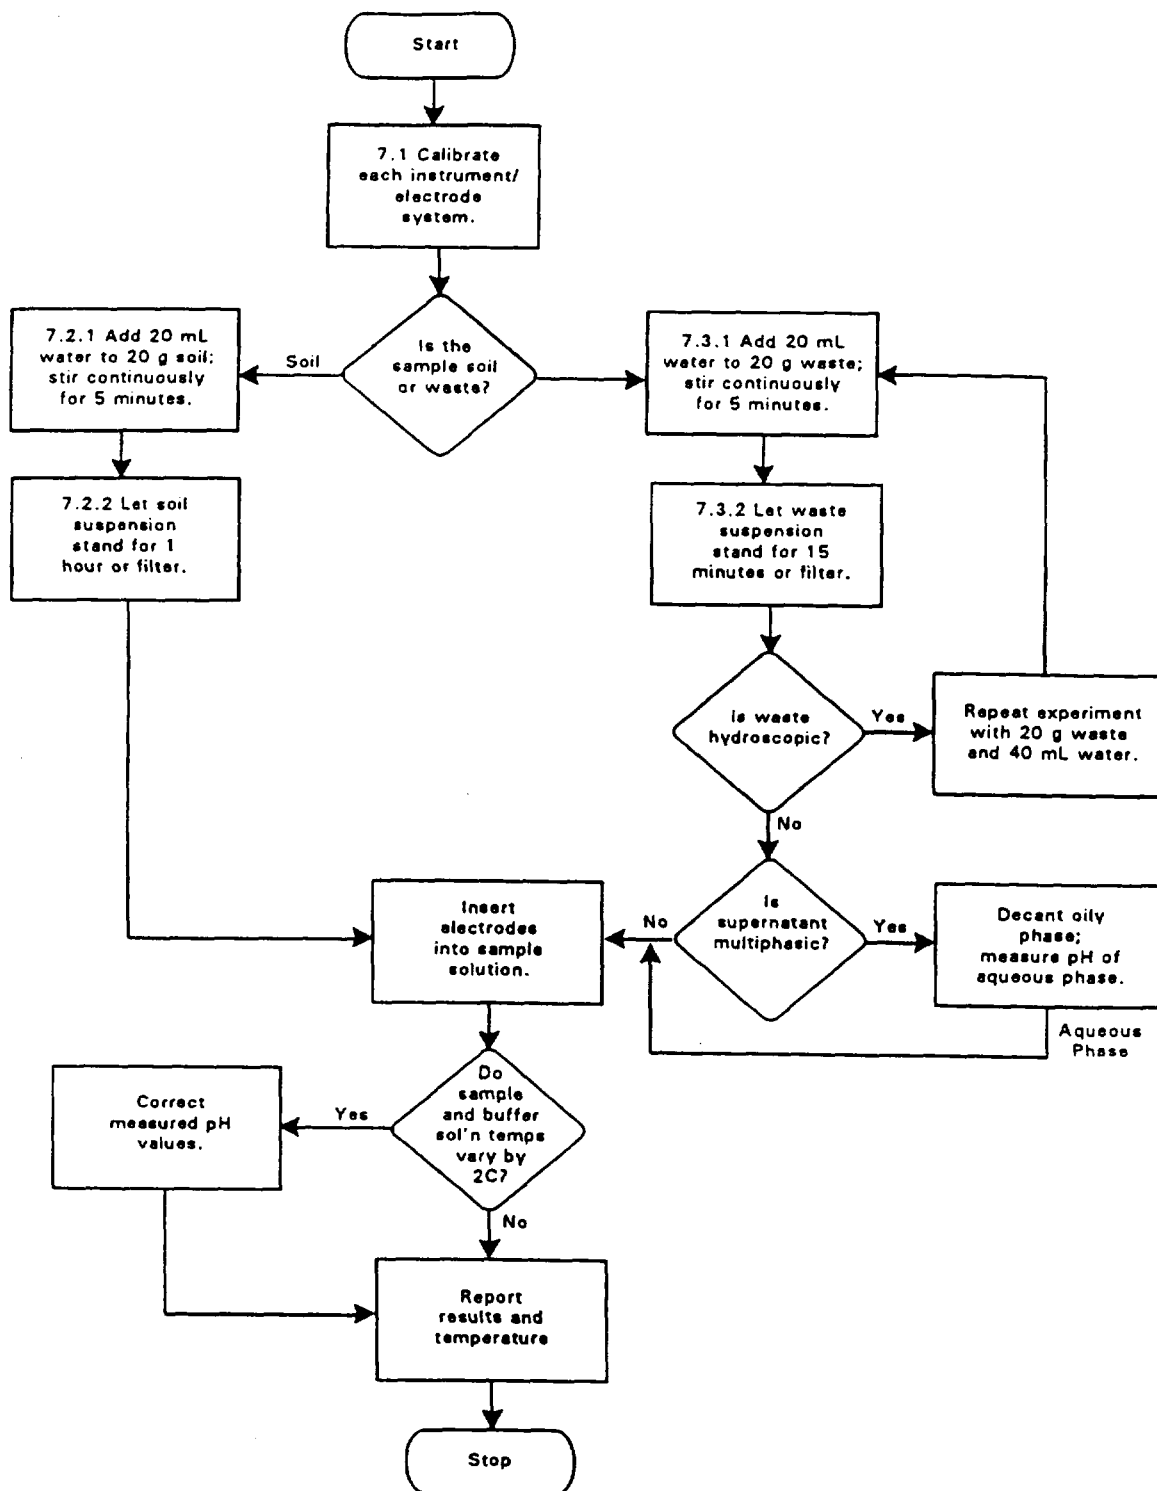 Start
7.1 Calibrate
each instrument/
electrode
system.
Is the
sample soil
or waste?
Soil
7.2.1 Add 20 mL
water to 20 g soil;
stir continuously
for 5 minutes.
7.3.1 Add 20 mL
water to 20 g waste;
stir continuously
for 5 minutes.
7.2.2 Let soil
suspension
stand for 1
hour or filter.
7.3.2 Let waste
suspension
stand for 15
minutes or filter.
Is waste
hydroscopic?
Yes
Repeat experiment
with 20 g waste
and 40 mL water.
No
Is
supernatant
multiphasic?
Yes
Decant oily
phase;
measure pH of
aqueous phase.
Aqueous
Phase
No
Insert
electrodes
into sample
solution.
Do
sample
and buffer
sol'n temps
vary by
2C?
Yes
Correct
measured pH
values.
No
Report
results and
temperature
Stop